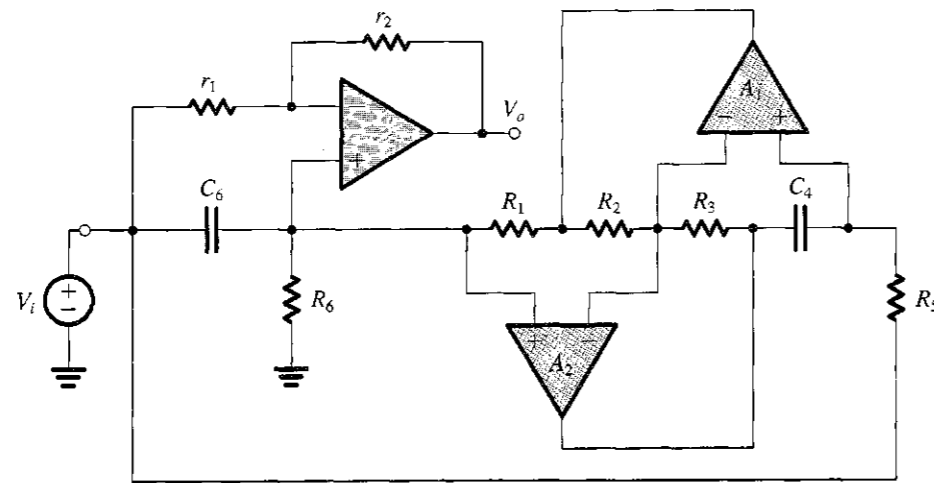 r₂
r₁
Vₒ
+
A₁
− +
C₆
R₁ R₂ R₃ C₄
Vᵢ
+
−
R₆
R₅
+ −
A₂